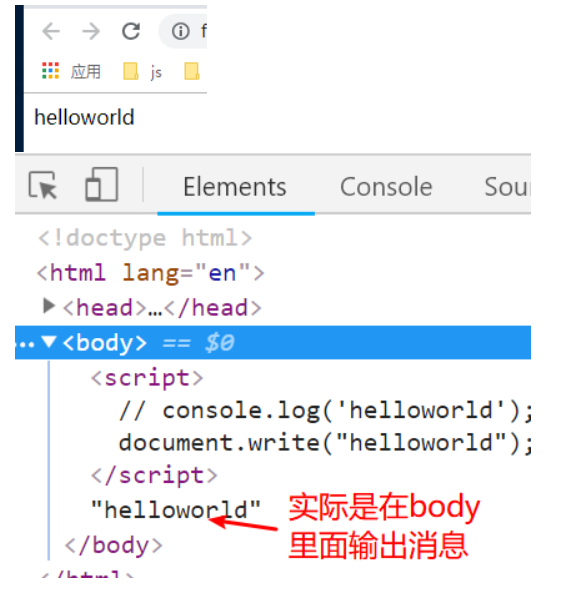 f
应用 js
helloworld
Elements Console Sou
<!doctype html>
<html lang="en">
▶<head>…</head>
…▼<body> == $0
<script>
// console.log('helloworld');
document.write("helloworld");
</script>
"helloworld"
实际是在body
里面输出消息
</body>
</html>